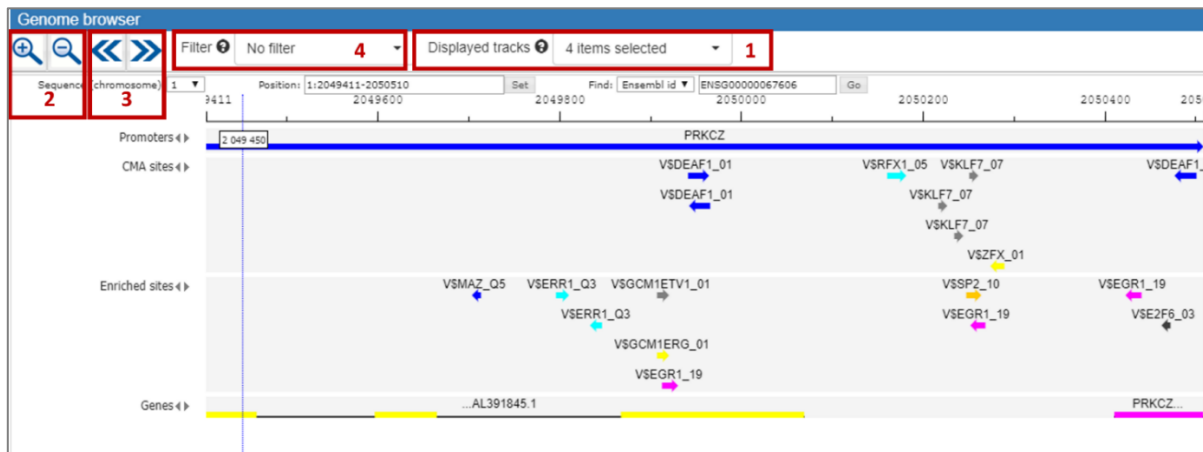 Genome browser
Filter ? No filter 4 Displayed tracks ? 4 items selected 1
Sequence (chromosome) 1 Position: 1:2049411-2050510 Set Find: Ensembl id ENSG00000067606 Go
2 3
9411 2049600 2049800 2050000 2050200 2050400 205
Promoters PRKCZ
2 049 450
CMA sites V$DEAF1_01 V$RFX1_05 V$KLF7_07 V$DEAF1_
V$DEAF1_01 V$KLF7_07
V$KLF7_07
V$ZFX_01
Enriched sites V$MAZ_Q5 V$ERR1_Q3 V$GCM1ETV1_01 V$SP2_10 V$EGR1_19
V$ERR1_Q3 V$EGR1_19 V$E2F6_03
V$GCM1ERG_01
V$EGR1_19
Genes ...AL391845.1 PRKCZ...